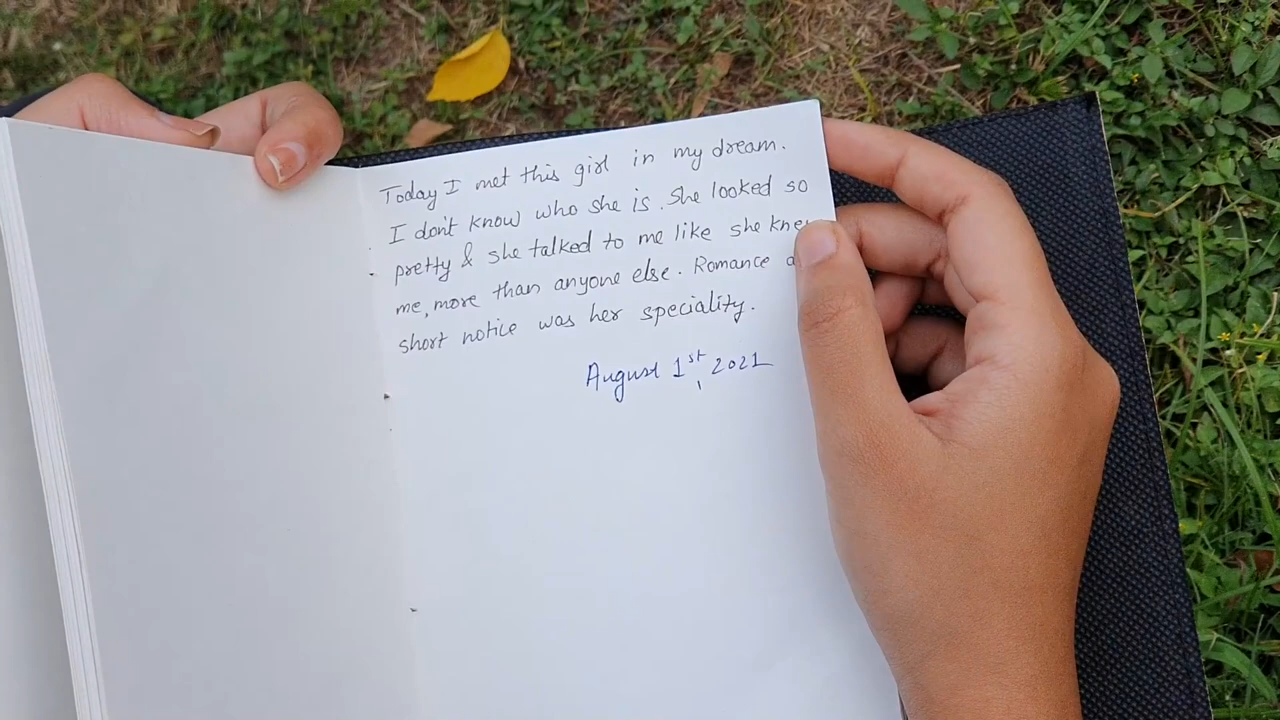 Today I met this girl in my dream.
I don't know who she is. She looked so
pretty & she talked to me like she knew
me, more than anyone else. Romance
short notice was her speciality.
August 1st, 2021